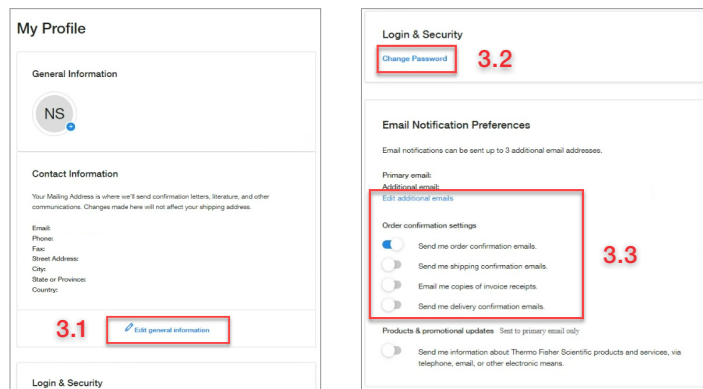 My Profile
General Information
NS
Contact Information
Your Mailing Address is where we'll send confirmation letters, literature, and other
communications. Changes made here will not affect your shipping address.
Email:
Phone:
Fax:
Street Address:
City:
State or Province:
Country:
3.1
Edit general information
Login & Security
Login & Security
Change Password
3.2
Email Notification Preferences
Email notifications can be sent up to 3 additional email addresses.
Primary email:
Additional email:
Edit additional emails
Order confirmation settings
Send me order confirmation emails.
Send me shipping confirmation emails.
3.3
Email me copies of invoice receipts.
Send me delivery confirmation emails.
Products & promotional updates Sent to primary email only
Send me information about Thermo Fisher Scientific products and services, via
telephone, email, or other electronic means.